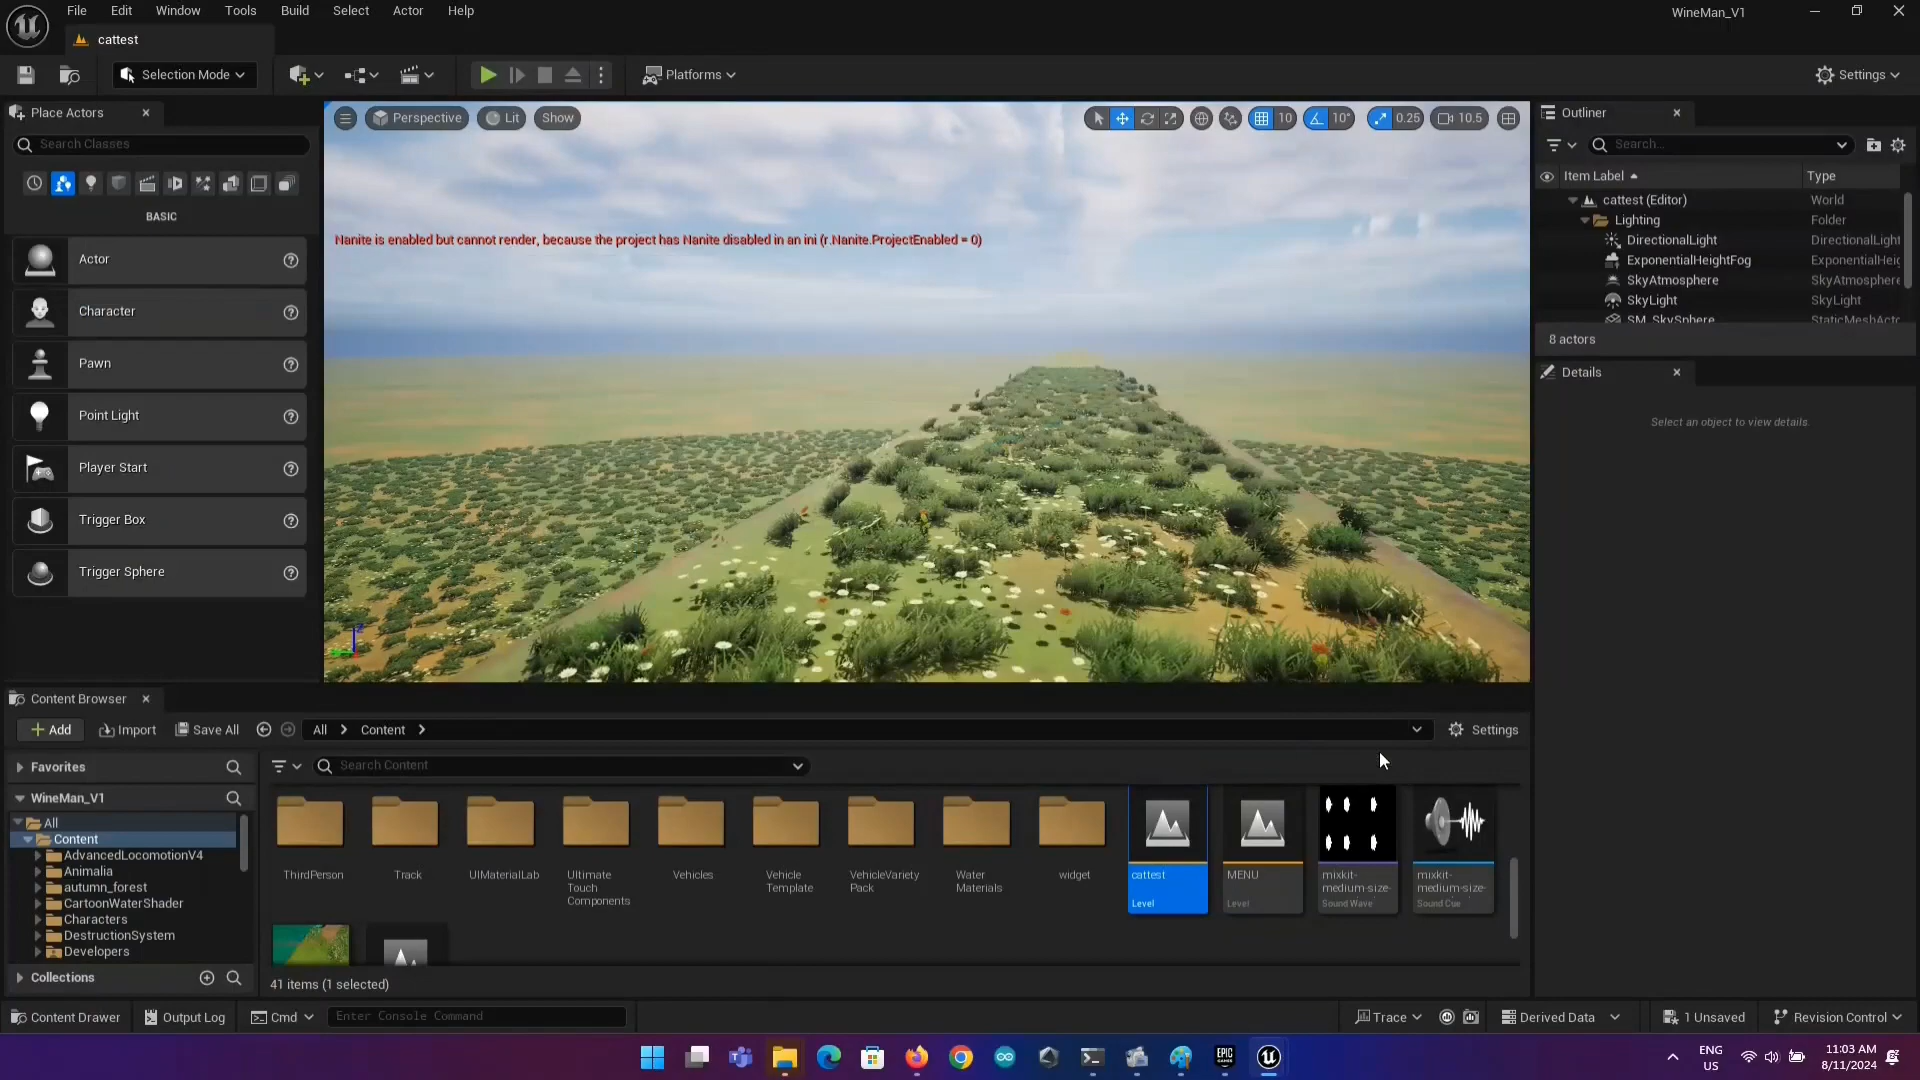 File Edit Window Tools Build Select Actor Help
WineMan_V1
cattest
Selection Mode
Platforms
Settings
Place Actors
Search Classes
BASIC
Actor
Character
Pawn
Point Light
Player Start
Trigger Box
Trigger Sphere
Perspective Lit Show
10 10° 0.25 10.5
Nanite is enabled but cannot render, because the project has Nanite disabled in an ini (r.Nanite.ProjectEnabled = 0)
Outliner
Search...
Item Label Type
cattest (Editor) World
Lighting Folder
DirectionalLight DirectionalLight
ExponentialHeightFog ExponentialHeig
SkyAtmosphere SkyAtmosphere
SkyLight SkyLight
SM_SkySphere StaticMeshActo
8 actors
Details
Select an object to view details.
Content Browser
Add Import Save All All Content Settings
Favorites
WineMan_V1
All
Content
AdvancedLocomotionV4
Animalia
autumn_forest
CartoonWaterShader
Characters
DestructionSystem
Developers
Collections
Search Content
ThirdPerson
Track
UIMaterialLab
Ultimate
Touch
Components
Vehicles
Vehicle
Template
VehicleVariety
Pack
Water
Materials
widget
cattest
Level
MENU
Level
mixkit-
medium-size-
Sound Wave
mixkit-
medium-size-
Sound Cue
41 items (1 selected)
Content Drawer Output Log Cmd Enter Console Command Trace Derived Data 1 Unsaved Revision Control
EPIC
GAMES
ENG
US
11:03 AM
8/11/2024